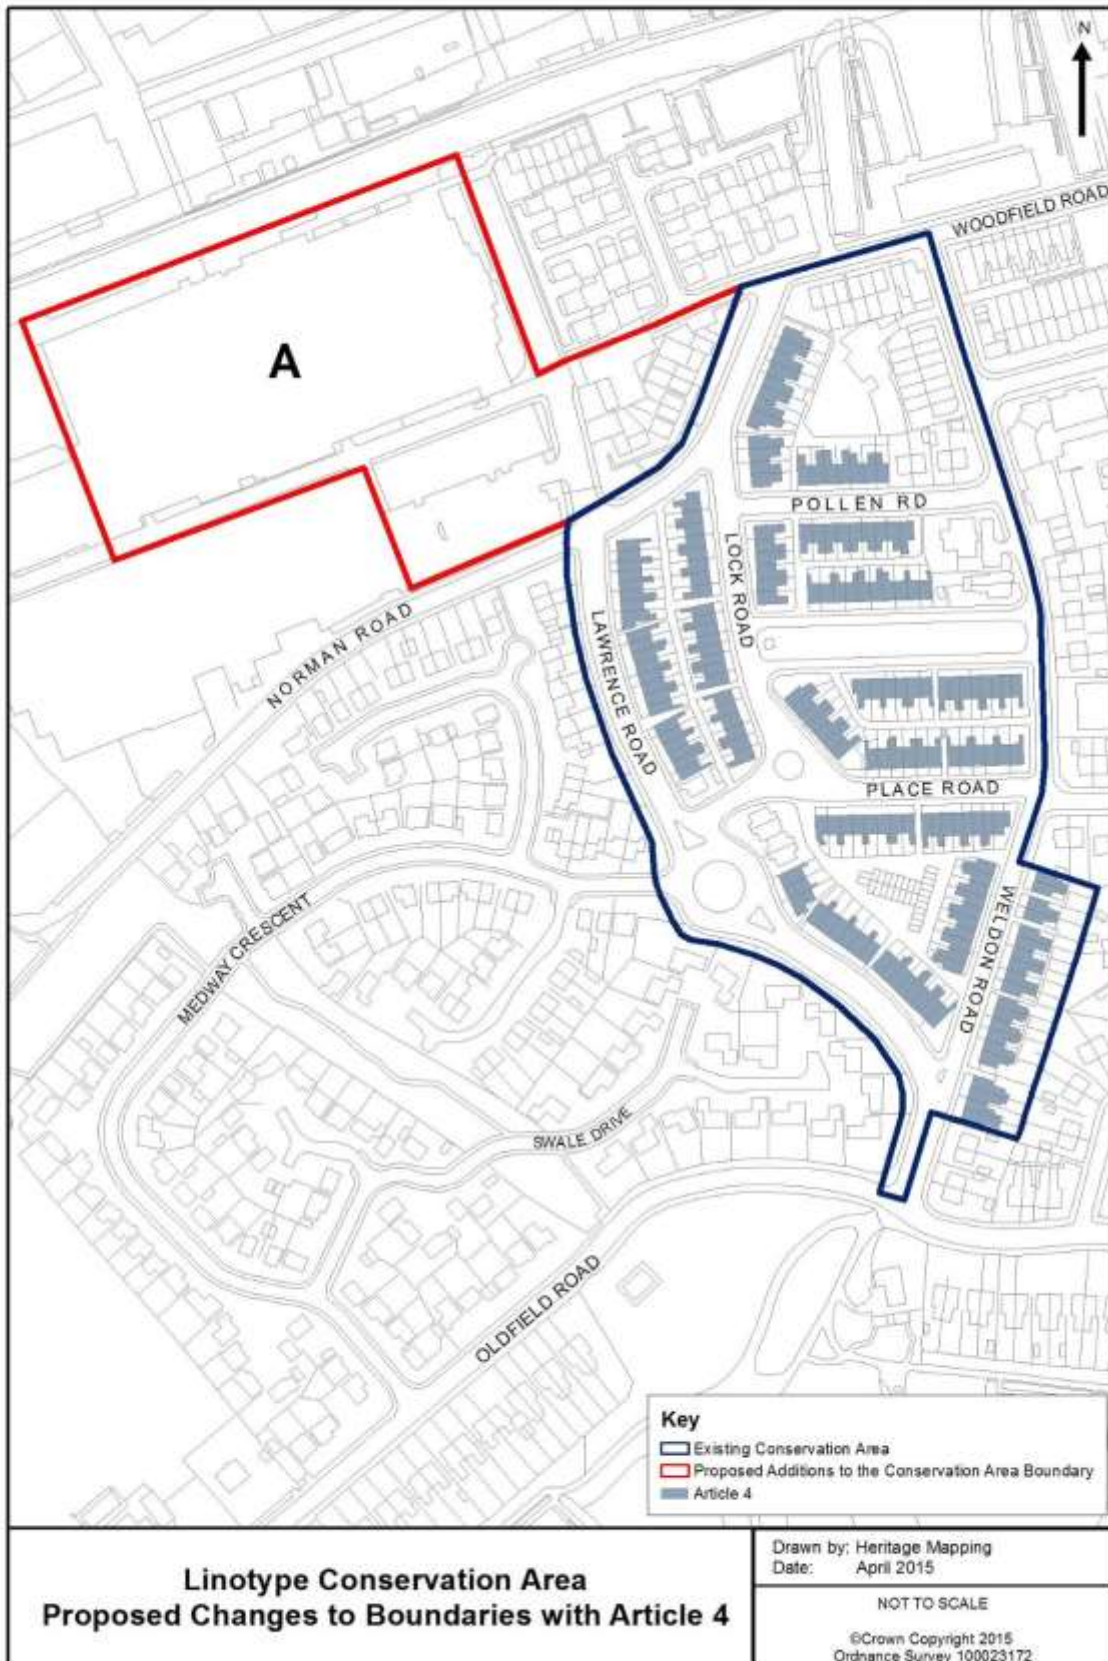 N
WOODFIELD ROAD
A
POLLEN RD
LOCK ROAD
LAWRENCE ROAD
NORMAN ROAD
PLACE ROAD
WELDON ROAD
MEDWAY CRESCENT
SWALE DRIVE
OLDFIELD ROAD
Key
Existing Conservation Area
Proposed Additions to the Conservation Area Boundary
Article 4
Linotype Conservation Area
Proposed Changes to Boundaries with Article 4
Drawn by: Heritage Mapping
Date: April 2015
NOT TO SCALE
©Crown Copyright 2015
Ordnance Survey 100023172